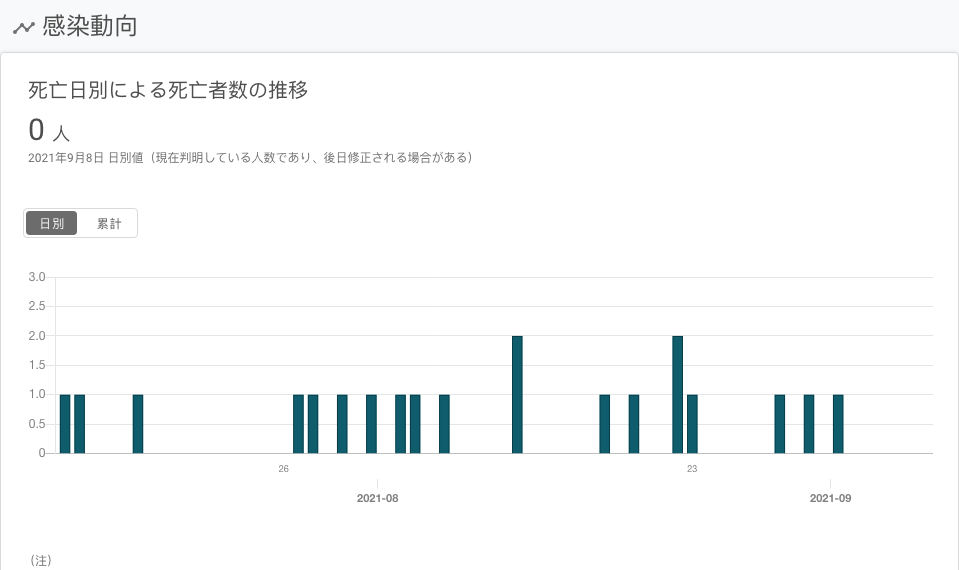 感染動向
死亡日別による死亡者数の推移
0 人
2021年9月8日 日別値（現在判明している人数であり、後日修正される場合がある）
日別 累計
3.0
2.5
2.0
1.5
1.0
0.5
0
26 23
2021-08 2021-09
（注）